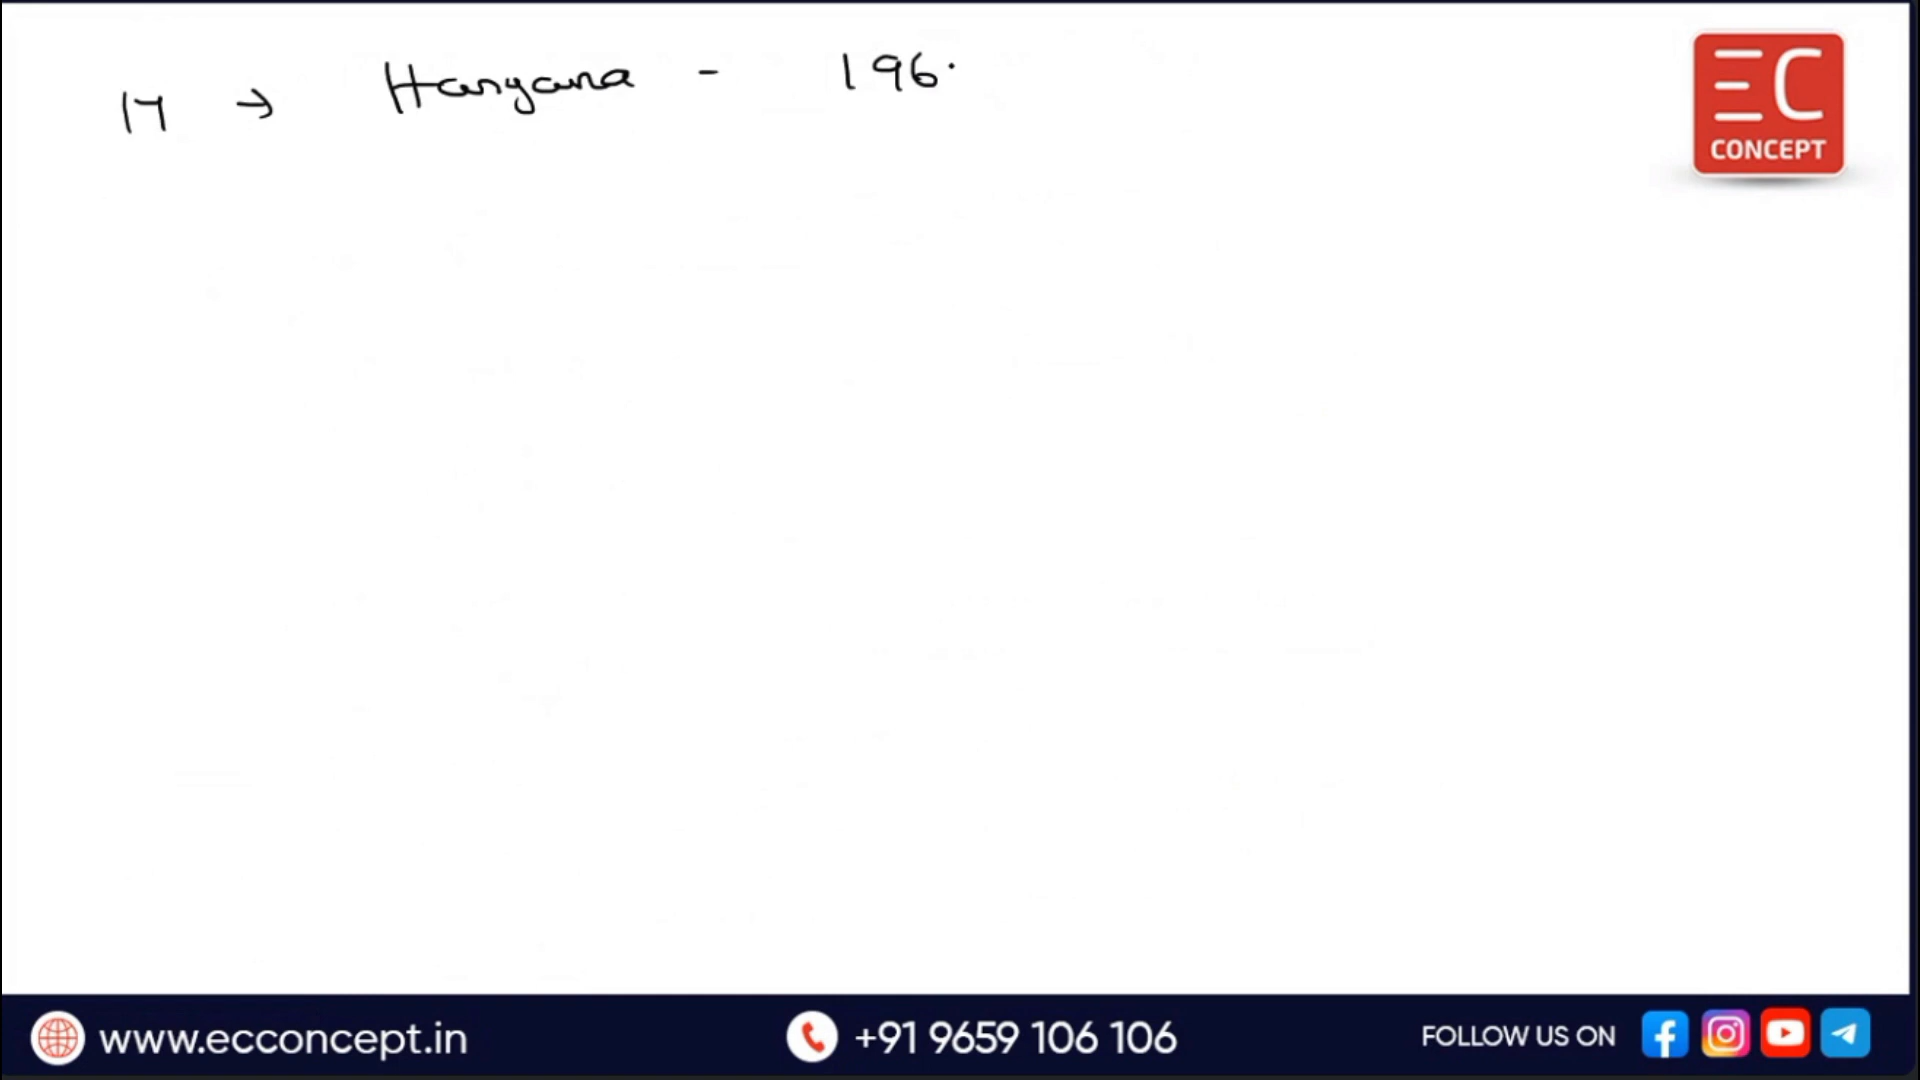 17 → Haryana - 196.
EC
CONCEPT
www.ecconcept.in
+91 9659 106 106
FOLLOW US ON